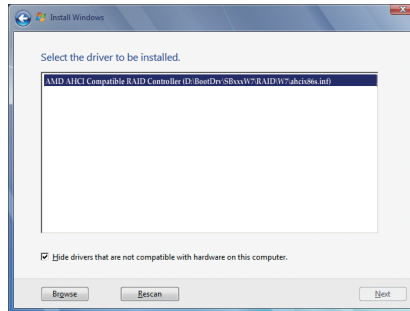 Install Windows
Select the driver to be installed.
AMD AHCI Compatible RAID Controller (D:\BootDrv\SBxxxW7\RAID\W7\ahcix86s.inf)
Hide drivers that are not compatible with hardware on this computer.
Browse Rescan Next